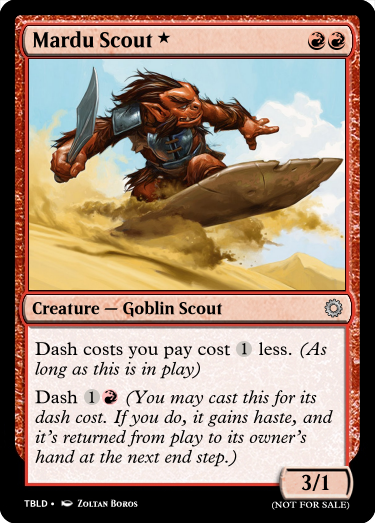 Mardu Scout ★
Creature — Goblin Scout
Dash costs you pay cost 1 less. (As
long as this is in play)
Dash 1 (You may cast this for its
dash cost. If you do, it gains haste, and
it's returned from play to its owner's
hand at the next end step.)
3/1
TBLD • Zoltan Boros
(NOT FOR SALE)